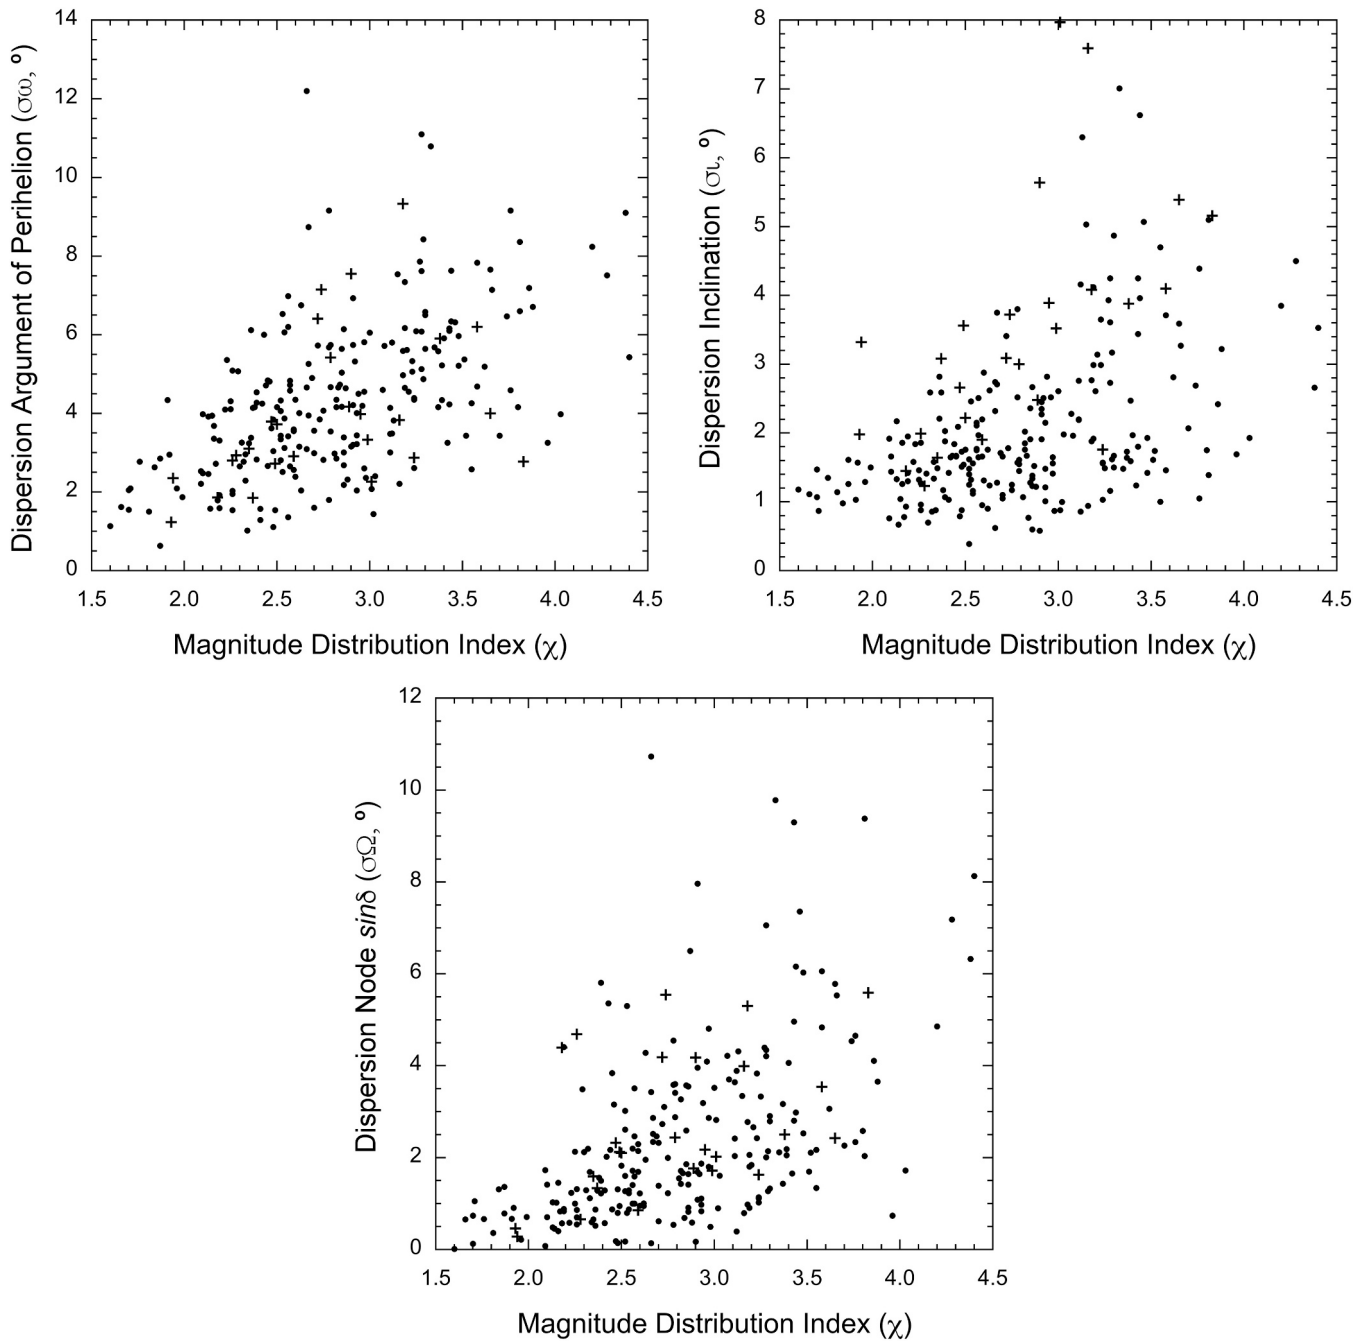 14
12
10
8
6
4
2
0
Dispersion Argument of Perihelion (σω, º)
1.5 2.0 2.5 3.0 3.5 4.0 4.5
Magnitude Distribution Index (χ)
8
7
6
5
4
3
2
1
0
Dispersion Inclination (σι, º)
1.5 2.0 2.5 3.0 3.5 4.0 4.5
Magnitude Distribution Index (χ)
12
10
8
6
4
2
0
Dispersion Node sinδ (σΩ, º)
1.5 2.0 2.5 3.0 3.5 4.0 4.5
Magnitude Distribution Index (χ)